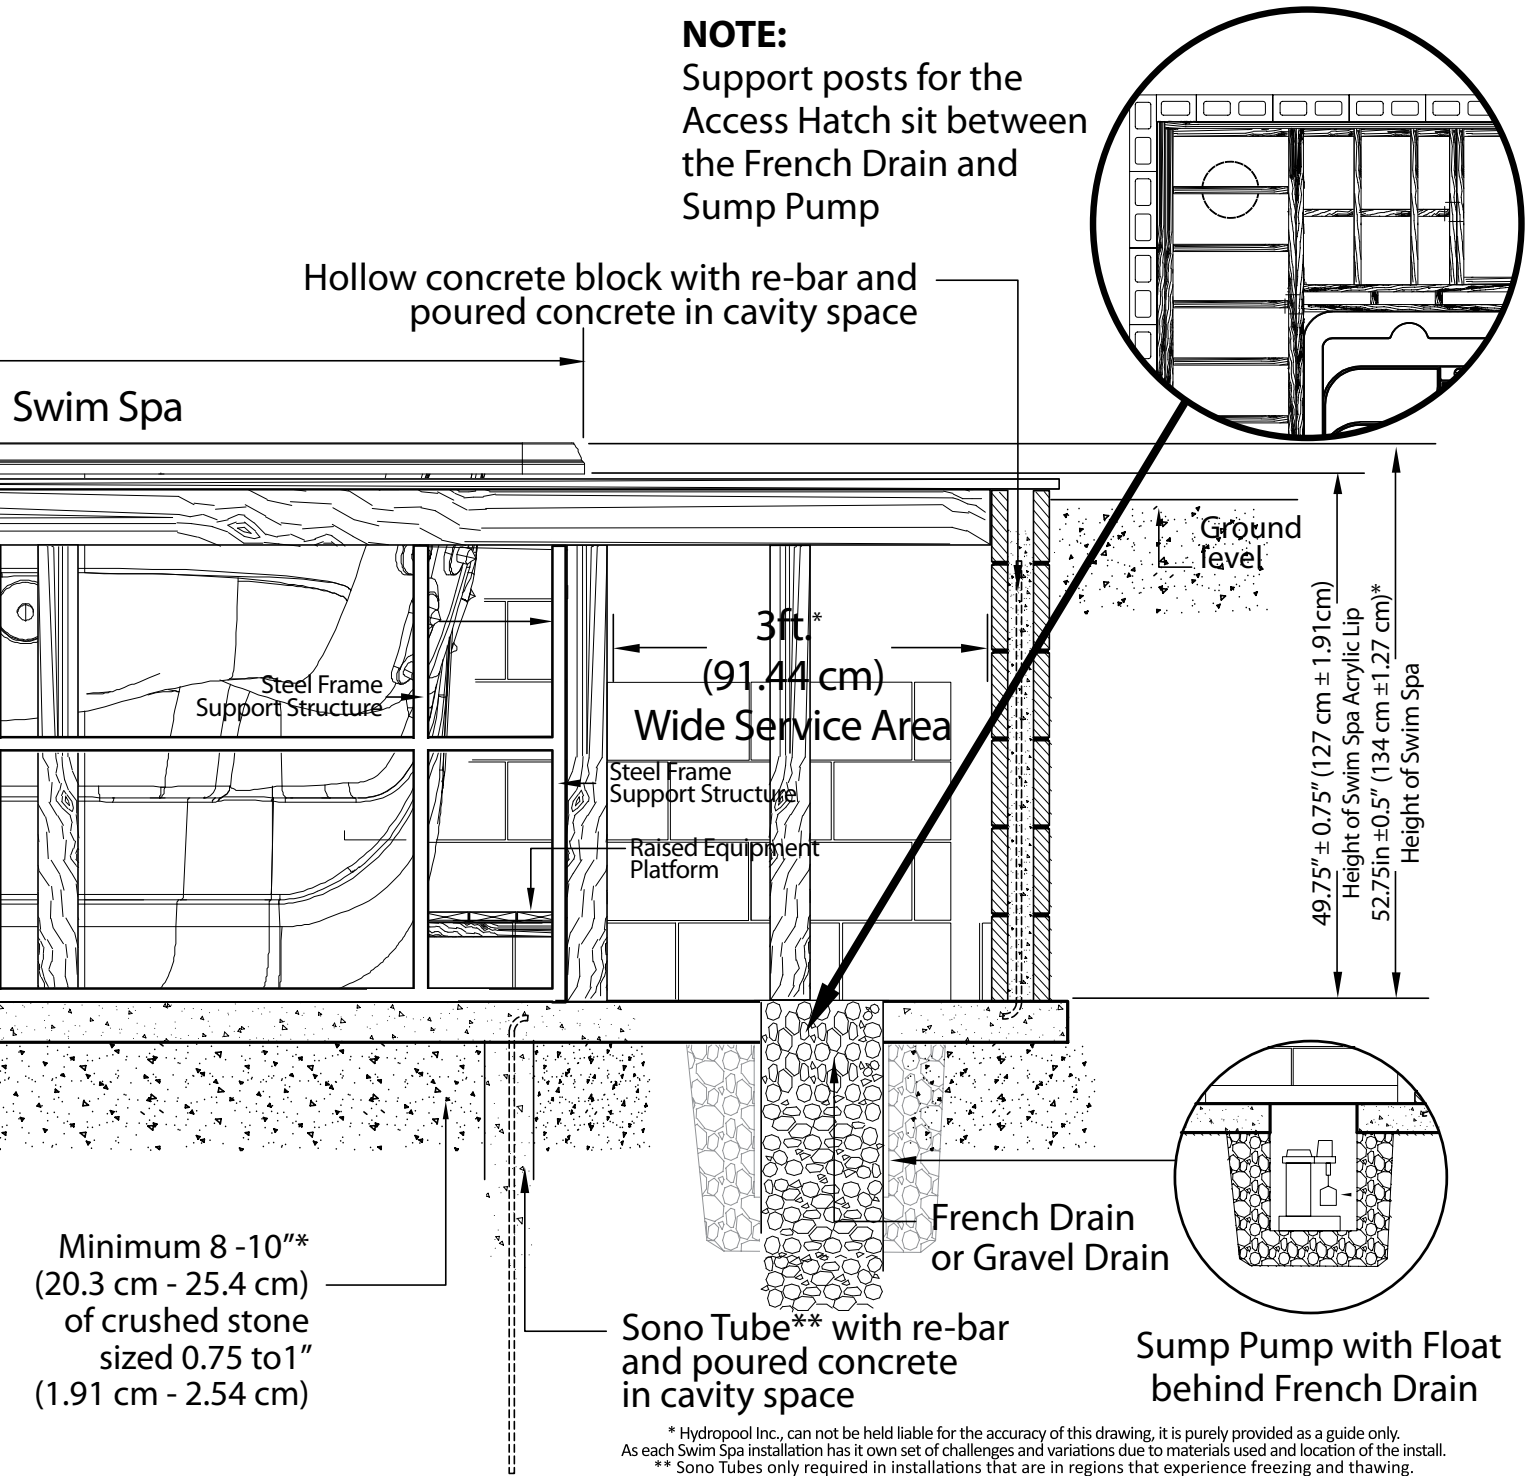 NOTE:
Support posts for the
Access Hatch sit between
the French Drain and
Sump Pump
Hollow concrete block with re-bar and
poured concrete in cavity space
Swim Spa
Ground
level
3ft.*
(91.44 cm)
Wide Service Area
Steel Frame
Support Structure
Steel Frame
Support Structure
Raised Equipment
Platform
49.75” ± 0.75” (127 cm ± 1.91cm)
Height of Swim Spa Acrylic Lip
52.75in ±0.5” (134 cm ±1.27 cm)*
Height of Swim Spa
French Drain
or Gravel Drain
Minimum 8 -10”*
(20.3 cm - 25.4 cm)
of crushed stone
sized 0.75 to1”
(1.91 cm - 2.54 cm)
Sono Tube** with re-bar
and poured concrete
in cavity space
Sump Pump with Float
behind French Drain
* Hydropool Inc., can not be held liable for the accuracy of this drawing, it is purely provided as a guide only.
As each Swim Spa installation has it own set of challenges and variations due to materials used and location of the install.
** Sono Tubes only required in installations that are in regions that experience freezing and thawing.